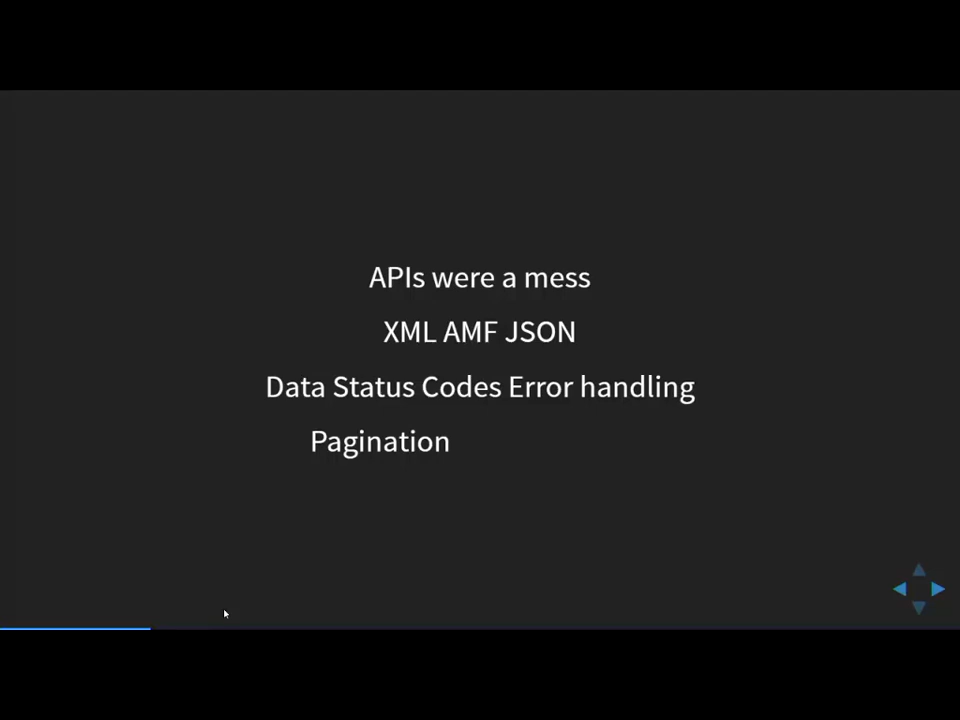 APIs were a mess
XML AMF JSON
Data Status Codes Error handling
Pagination